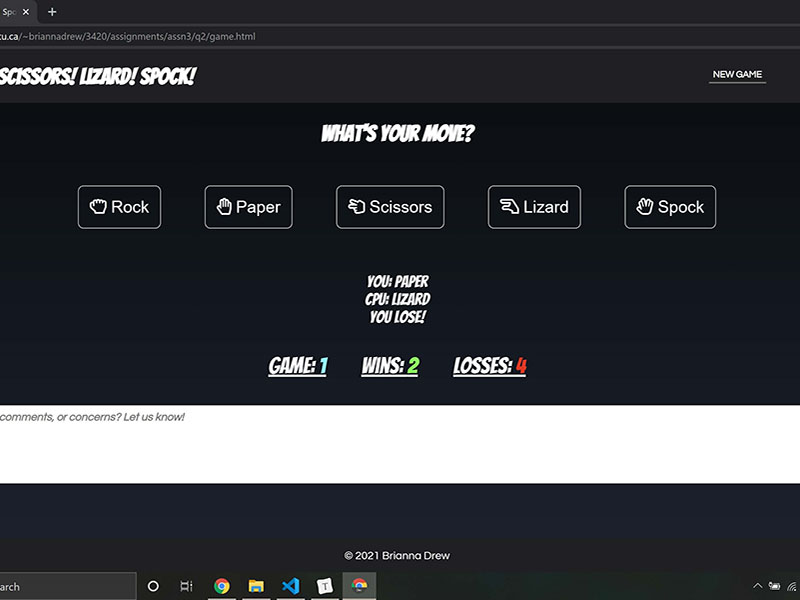 Spo
tu.ca/~briannadrew/3420/assignments/assn3/q2/game.html
SCISSORS! LIZARD! SPOCK!
NEW GAME
WHAT'S YOUR MOVE?
Rock Paper Scissors Lizard Spock
YOU: PAPER
CPU: LIZARD
YOU LOSE!
GAME: 1 WINS: 2 LOSSES: 4
comments, or concerns? Let us know!
© 2021 Brianna Drew
arch
T